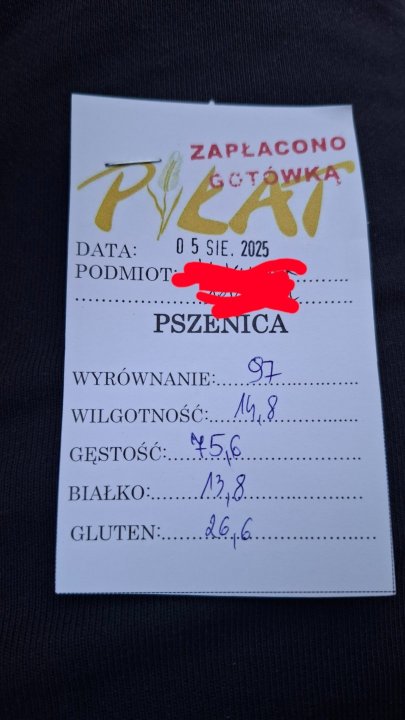 ZAPŁACONO
GOTÓWKĄ
PYŁAT
DATA: 05 SIE. 2025
PODMIOT:
PSZENICA
WYRÓWNANIE: 97
WILGOTNOŚĆ: 14,8
GĘSTOŚĆ: 75,6
BIAŁKO: 13,8
GLUTEN: 26,6